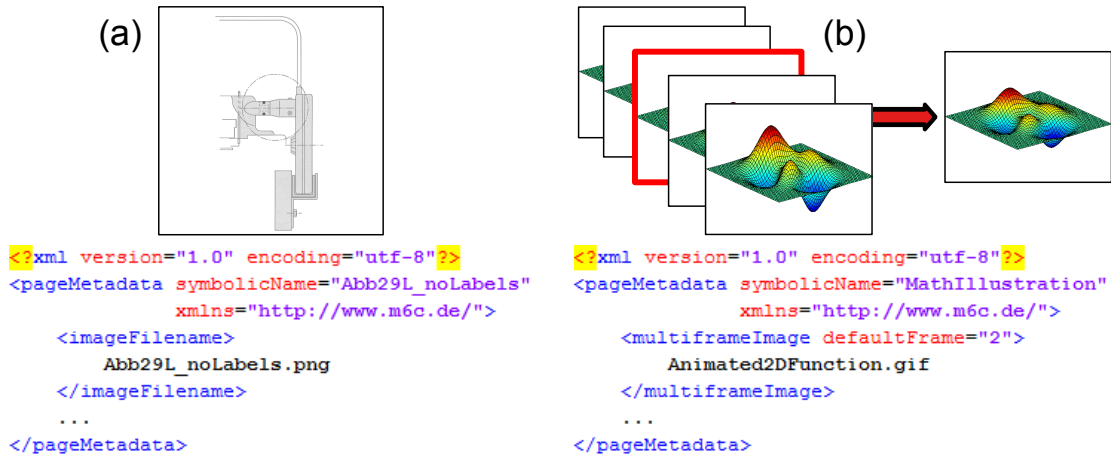 (a)
<?xml version="1.0" encoding="utf-8"?>
<pageMetadata symbolicName="Abb29L_noLabels"
xmlns="http://www.m6c.de/">
<imageFilename>
Abb29L_noLabels.png
</imageFilename>
...
</pageMetadata>
(b)
<?xml version="1.0" encoding="utf-8"?>
<pageMetadata symbolicName="MathIllustration"
xmlns="http://www.m6c.de/">
<multiframeImage defaultFrame="2">
Animated2DFunction.gif
</multiframeImage>
...
</pageMetadata>